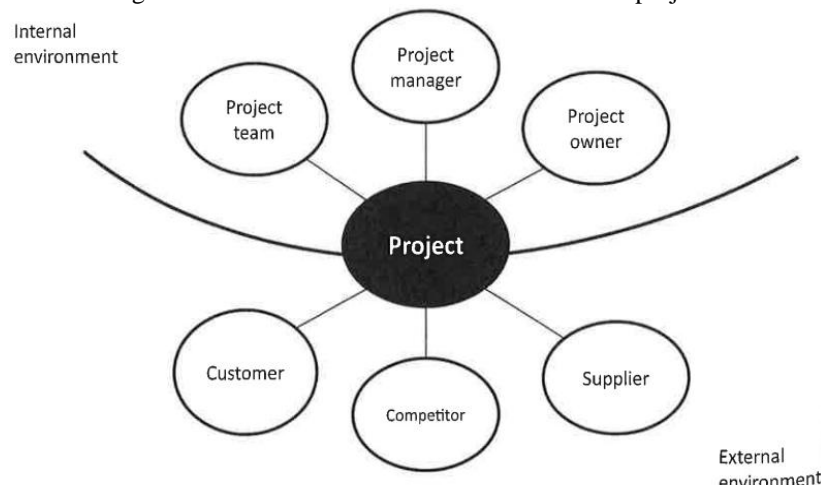 Internal
environment
Project
manager
Project
team
Project
owner
Project
Customer
Competitor
Supplier
External
environment